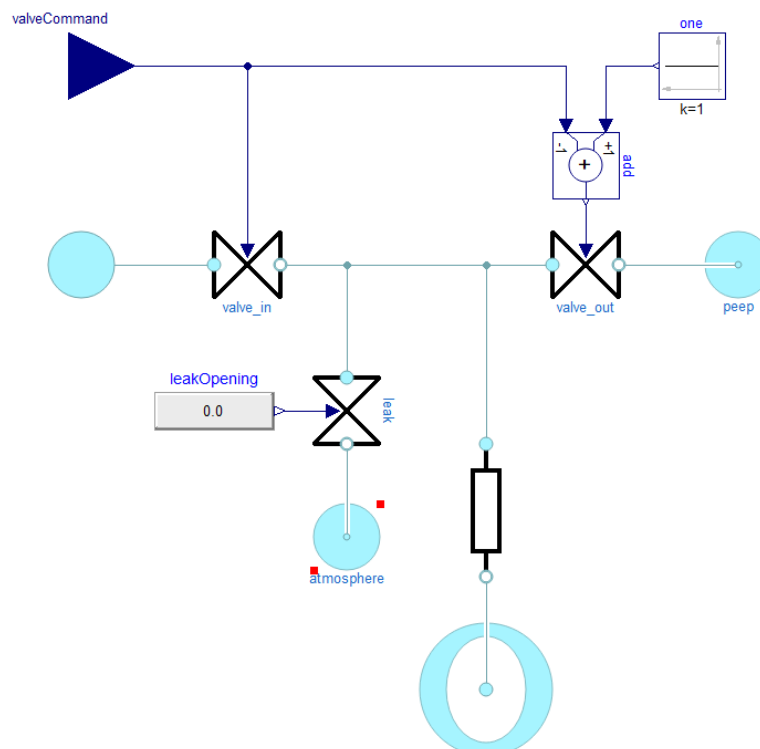 valveCommand
one
k=1
-1
+1
+
add
valve_in
valve_out
peep
leakOpening
0.0
leak
atmosphere